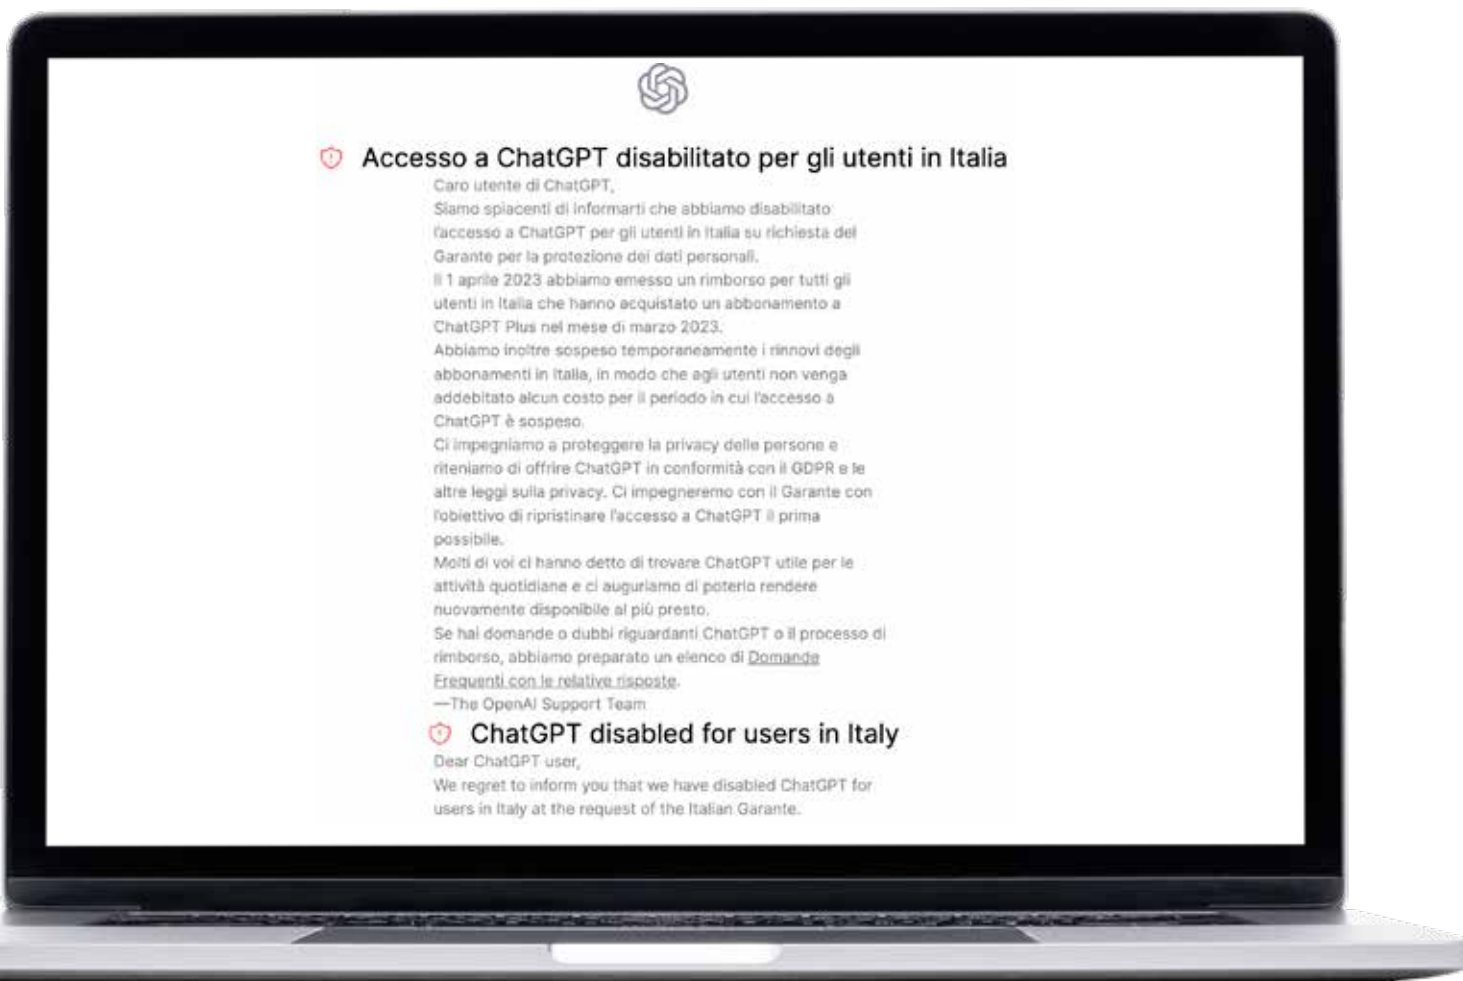 Accesso a ChatGPT disabilitato per gli utenti in Italia
Caro utente di ChatGPT,
Siamo spiacenti di informarti che abbiamo disabilitato
l'accesso a ChatGPT per gli utenti in Italia su richiesta del
Garante per la protezione dei dati personali.
Il 1 aprile 2023 abbiamo emesso un rimborso per tutti gli
utenti in Italia che hanno acquistato un abbonamento a
ChatGPT Plus nel mese di marzo 2023.
Abbiamo inoltre sospeso temporaneamente i rinnovi degli
abbonamenti in Italia, in modo che agli utenti non venga
addebitato alcun costo per il periodo in cui l'accesso a
ChatGPT è sospeso.
Ci impegniamo a proteggere la privacy delle persone e
riteniamo di offrire ChatGPT in conformità con il GDPR e le
altre leggi sulla privacy. Ci impegneremo con il Garante con
l'obiettivo di ripristinare l'accesso a ChatGPT il prima
possibile.
Molti di voi ci hanno detto di trovare ChatGPT utile per le
attività quotidiane e ci auguriamo di poterlo rendere
nuovamente disponibile al più presto.
Se hai domande o dubbi riguardanti ChatGPT o il processo di
rimborso, abbiamo preparato un elenco di Domande
Frequenti con le relative risposte.
—The OpenAI Support Team
ChatGPT disabled for users in Italy
Dear ChatGPT user,
We regret to inform you that we have disabled ChatGPT for
users in Italy at the request of the Italian Garante.